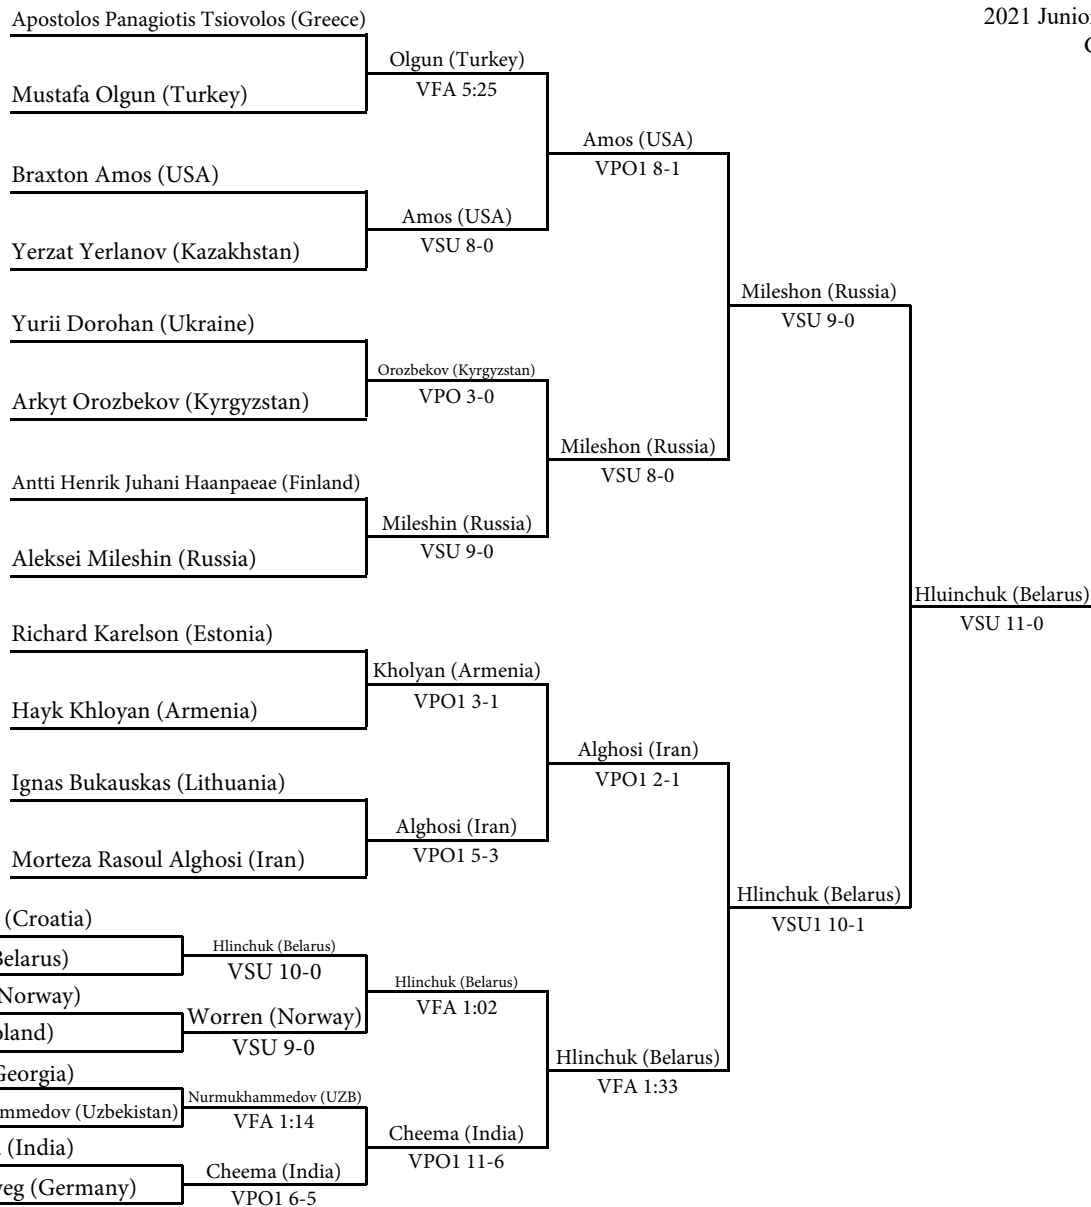 Apostolos Panagiotis Tsiovolos (Greece)
2021 Junior
Olgun (Turkey)
VFA 5:25
Mustafa Olgun (Turkey)
Amos (USA)
VPO1 8-1
Braxton Amos (USA)
Amos (USA)
VSU 8-0
Yerzat Yerlanov (Kazakhstan)
Mileshon (Russia)
VSU 9-0
Yurii Dorohan (Ukraine)
Orozbekov (Kyrgyzstan)
VPO 3-0
Arkyt Orozbekov (Kyrgyzstan)
Mileshon (Russia)
VSU 8-0
Antti Henrik Juhani Haanpaeae (Finland)
Mileshin (Russia)
VSU 9-0
Aleksei Mileshin (Russia)
Hluinchuk (Belarus)
VSU 11-0
Richard Karelson (Estonia)
Kholyan (Armenia)
VPO1 3-1
Hayk Khloyan (Armenia)
Alghosi (Iran)
VPO1 2-1
Ignas Bukauskas (Lithuania)
Alghosi (Iran)
VPO1 5-3
Morteza Rasoul Alghosi (Iran)
Hlinchuk (Belarus)
VSU1 10-1
(Croatia)
Hlinchuk (Belarus)
VSU 10-0
Belarus)
Hlinchuk (Belarus)
VFA 1:02
Norway)
Worren (Norway)
VSU 9-0
oland)
Hlinchuk (Belarus)
VFA 1:33
Georgia)
Nurmukhammedov (UZB)
VFA 1:14
mmedov (Uzbekistan)
Cheema (India)
VPO1 11-6
(India)
Cheema (India)
VPO1 6-5
eg (Germany)